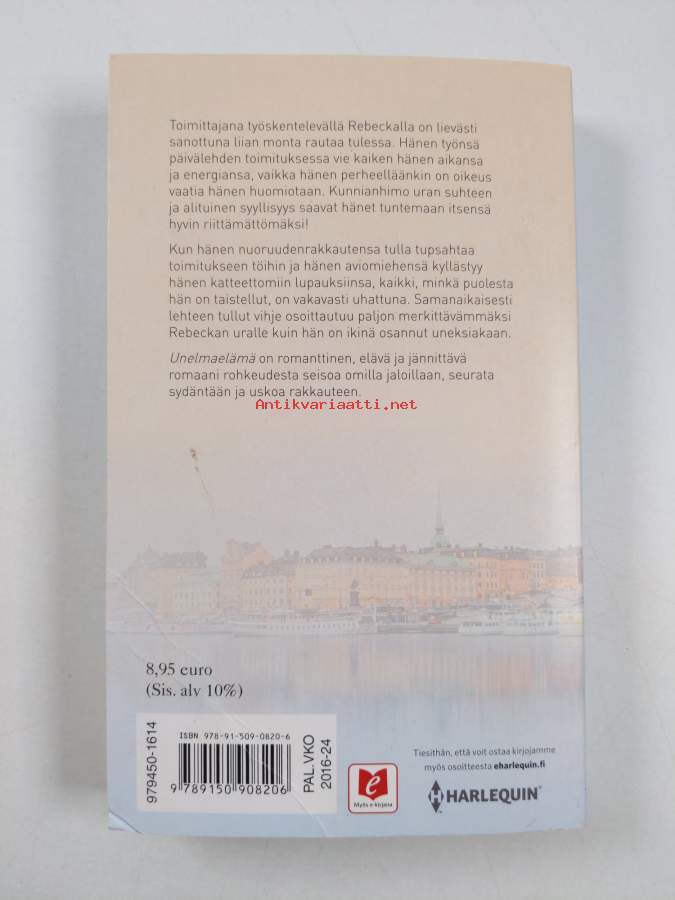 Toimittajana työskentelevällä Rebeckalla on lievästi
sanottuna liian monta rautaa tulessa. Hänen työnsä
päivälehden toimituksessa vie kaiken hänen aikansa
ja energiansa, vaikka hänen perheelläänkin on oikeus
vaatia hänen huomiotaan. Kunnianhimo uran suhteen
ja alituinen syyllisyys saavat hänet tuntemaan itsensä
hyvin riittämättömäksi!
Kun hänen nuoruudenrakkautensa tulla tupsahtaa
toimitukseen töihin ja hänen aviomiehensä kyllästyy
hänen katteettomiin lupauksiinsa, kaikki, minkä puolesta
hän on taistellut, on vakavasti uhattuna. Samanaikaisesti
lehteen tullut vihje osoittautuu paljon merkittävämmäksi
Rebeckan uralle kuin hän on ikinä osannut uneksiakaan.
Unelmaelämä on romanttinen, elävä ja jännittävä
romaani rohkeudesta seisoa omilla jaloillaan, seurata
sydäntään ja uskoa rakkauteen.
Antikvariaatti.net
8,95 euro
(Sis. alv 10%)
979450-1614
ISBN 978-91-509-0820-6
9 789150 908206
PAL.VKO
2016-24
e
Myös e-kirjana
Tiesithän, että voit ostaa kirjojamme
myös osoitteesta eharlequin.fi
H HARLEQUIN®